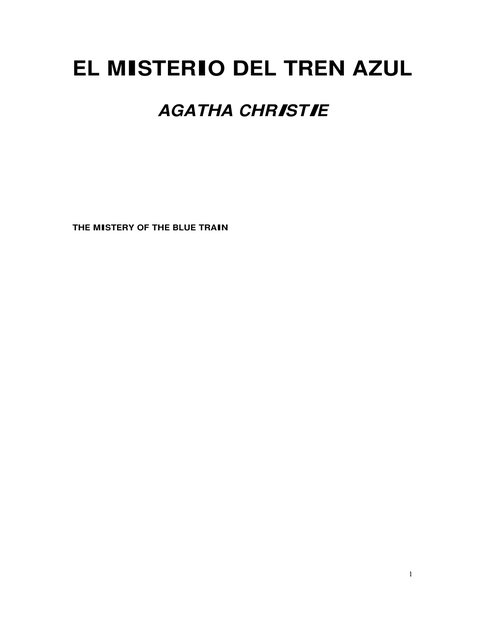 EL MISTERIO DEL TREN AZUL
AGATHA CHRISTIE
THE MISTERY OF THE BLUE TRAIN
1